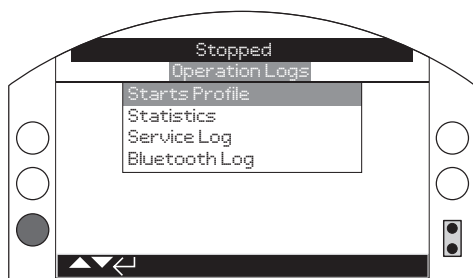 Stopped
Operation Logs
Starts Profile
Statistics
Service Log
Bluetooth Log